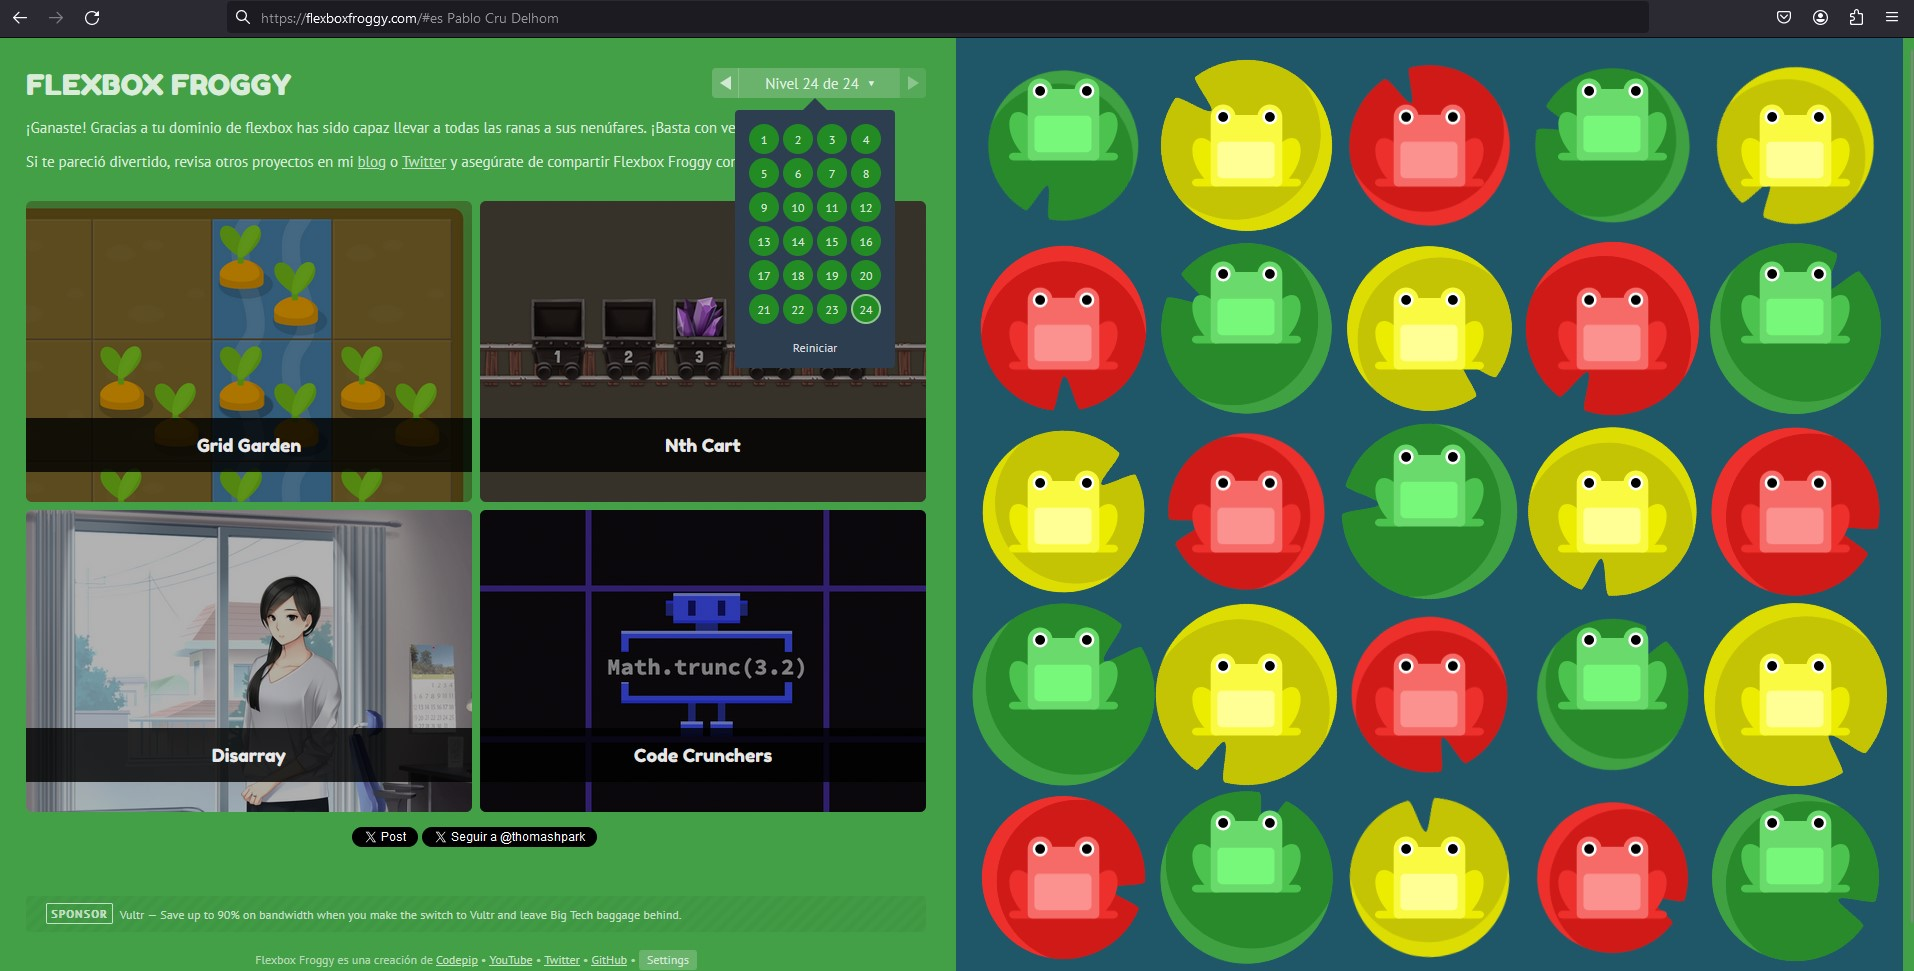 https://flexboxfroggy.com/#es Pablo Cru Delhom
FLEXBOX FROGGY
Nivel 24 de 24 ▾
¡Ganaste! Gracias a tu dominio de flexbox has sido capaz llevar a todas las ranas a sus nenúfares. ¡Basta con
Si te pareció divertido, revisa otros proyectos en mi blog o Twitter y asegúrate de compartir Flexbox Froggy
1 2 3 4
5 6 7 8
9 10 11 12
13 14 15 16
17 18 19 20
21 22 23 24
Reiniciar
1 2 3
Grid Garden
Nth Cart
Math.trunc(3.2)
Disarray
Code Crunchers
X Post
X Seguir a @thomashpark
SPONSOR Vultr — Save up to 90% on bandwidth when you make the switch to Vultr and leave Big Tech baggage behind.
Flexbox Froggy es una creación de Codepip • YouTube • Twitter • GitHub • Settings